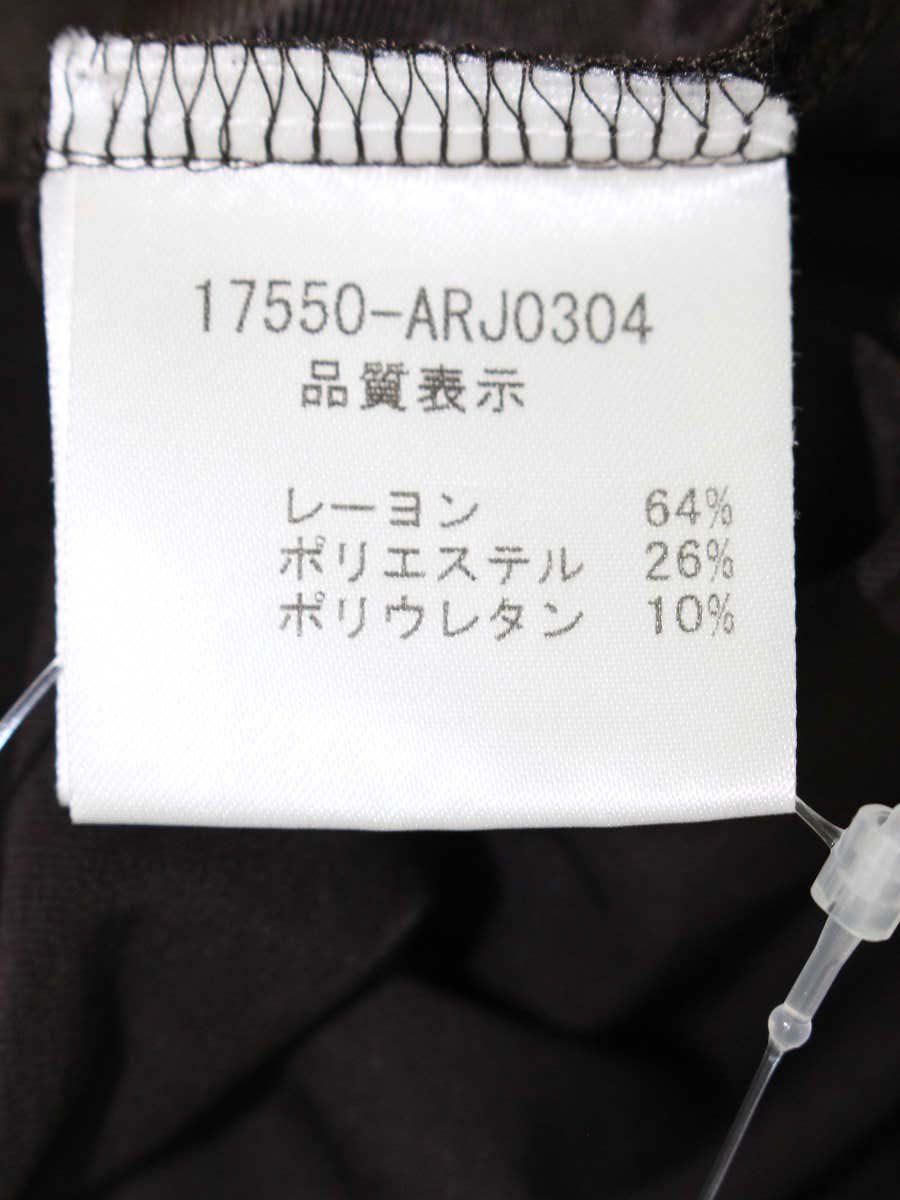 17550-ARJ0304
品質表示
レーヨン 64%
ポリエステル 26%
ポリウレタン 10%